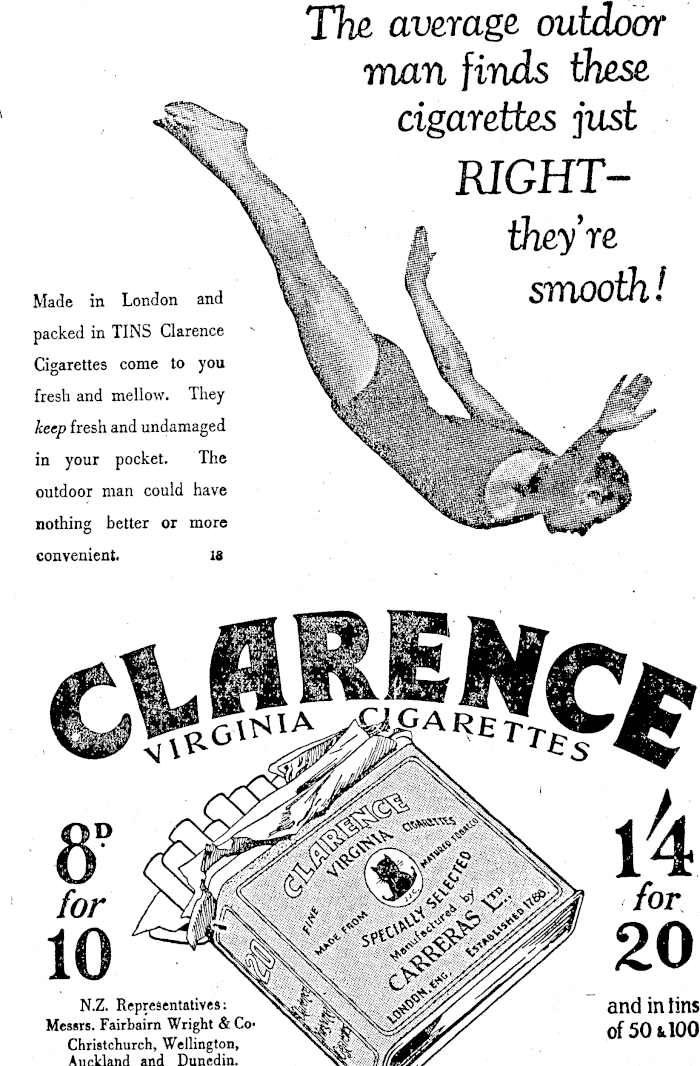 The average outdoor
man finds these
cigarettes just
RIGHT—
they're
smooth!
Made in London and
packed in TINS Clarence
Cigarettes come to you
fresh and mellow. They
keep fresh and undamaged
in your pocket. The
outdoor man could have
nothing better or more
convenient. 18
CLARENCE
VIRGINIA CIGARETTES
8D
for
10
CLARENCE
VIRGINIA CIGARETTES
FINE
MADE FROM MATURED TOBACCO
SPECIALLY SELECTED
Manufactured by
CARRERAS LTD.
LONDON, ENG. ESTABLISHED 1788.
20
1/4
for
20
N.Z. Representatives:
Messrs. Fairbairn Wright & Co.
Christchurch, Wellington,
Auckland and Dunedin.
and in tins
of 50 & 100